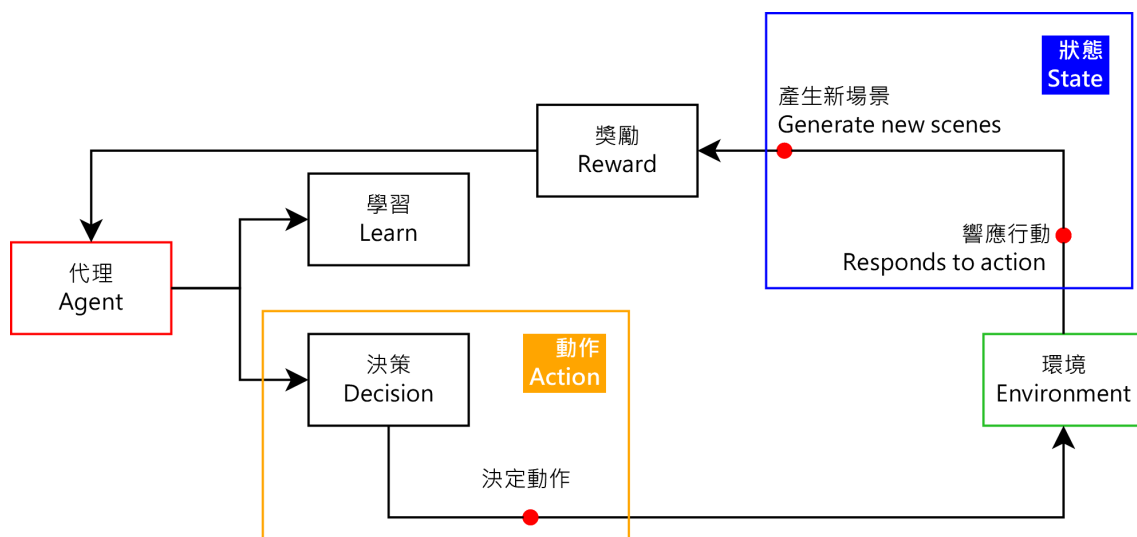 狀態
State
產生新場景
Generate new scenes
獎勵
Reward
學習
Learn
響應行動
Responds to action
代理
Agent
動作
Action
決策
Decision
環境
Environment
決定動作